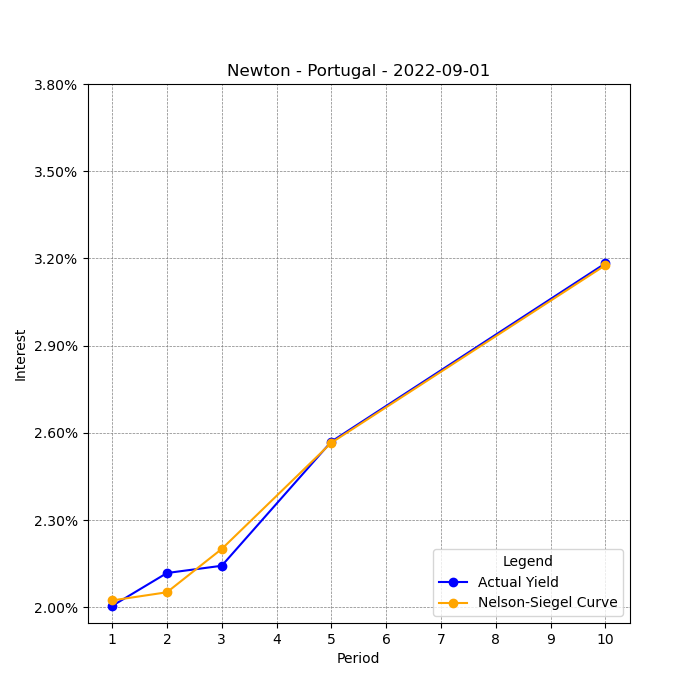 Newton - Portugal - 2022-09-01
3.80%
3.50%
3.20%
2.90%
2.60%
2.30%
2.00%
Interest
1 2 3 4 5 6 7 8 9 10
Period
Legend
Actual Yield
Nelson-Siegel Curve